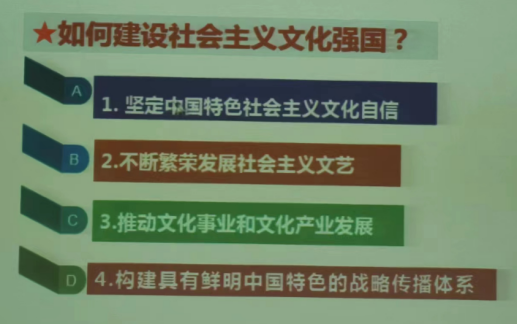 ★如何建设社会主义文化强国？
A 1. 坚定中国特色社会主义文化自信
B 2.不断繁荣发展社会主义文艺
C 3.推动文化事业和文化产业发展
D 4.构建具有鲜明中国特色的战略传播体系